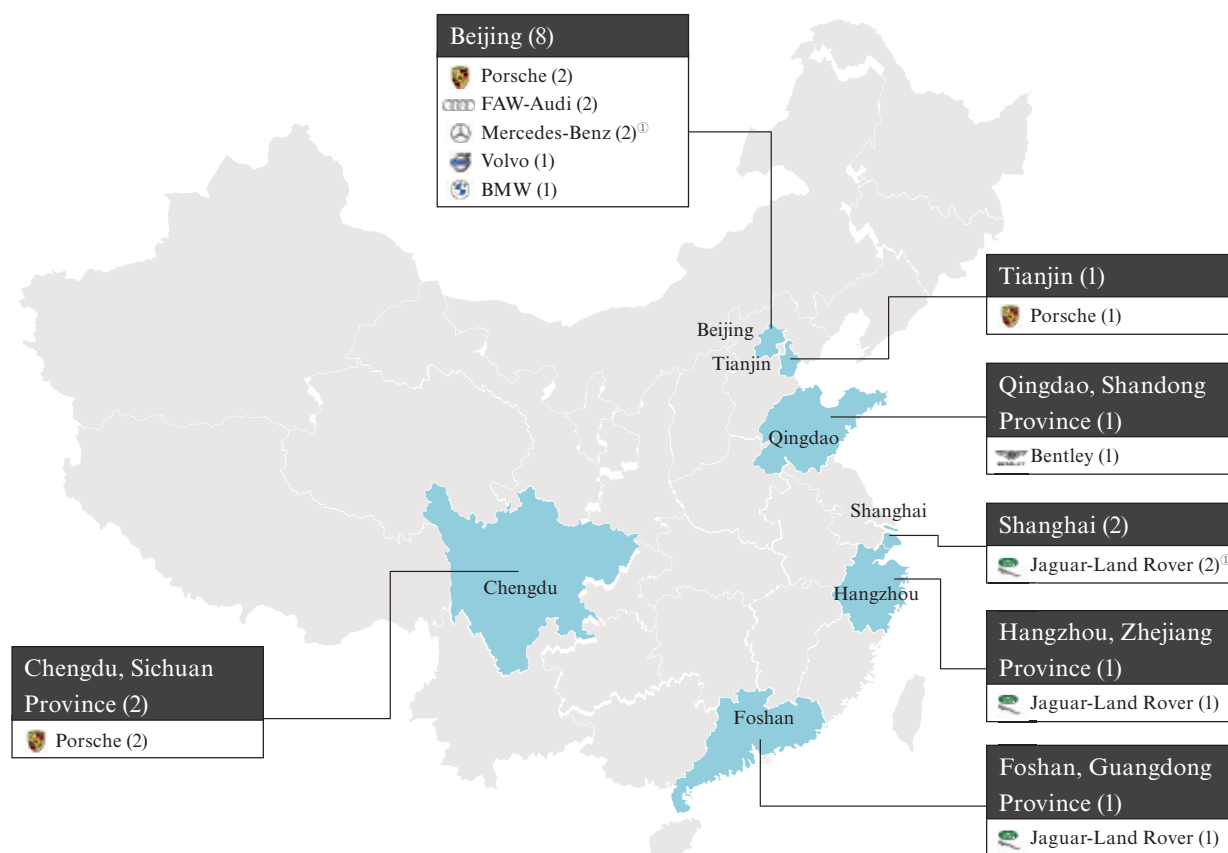 Beijing (8)
Porsche (2)
FAW-Audi (2)
Mercedes-Benz (2)①
Volvo (1)
BMW (1)
Tianjin (1)
Porsche (1)
Beijing
Tianjin
Qingdao, Shandong
Province (1)
Bentley (1)
Qingdao
Shanghai
Shanghai (2)
Jaguar-Land Rover (2)①
Chengdu
Hangzhou
Hangzhou, Zhejiang
Province (1)
Jaguar-Land Rover (1)
Chengdu, Sichuan
Province (2)
Porsche (2)
Foshan
Foshan, Guangdong
Province (1)
Jaguar-Land Rover (1)